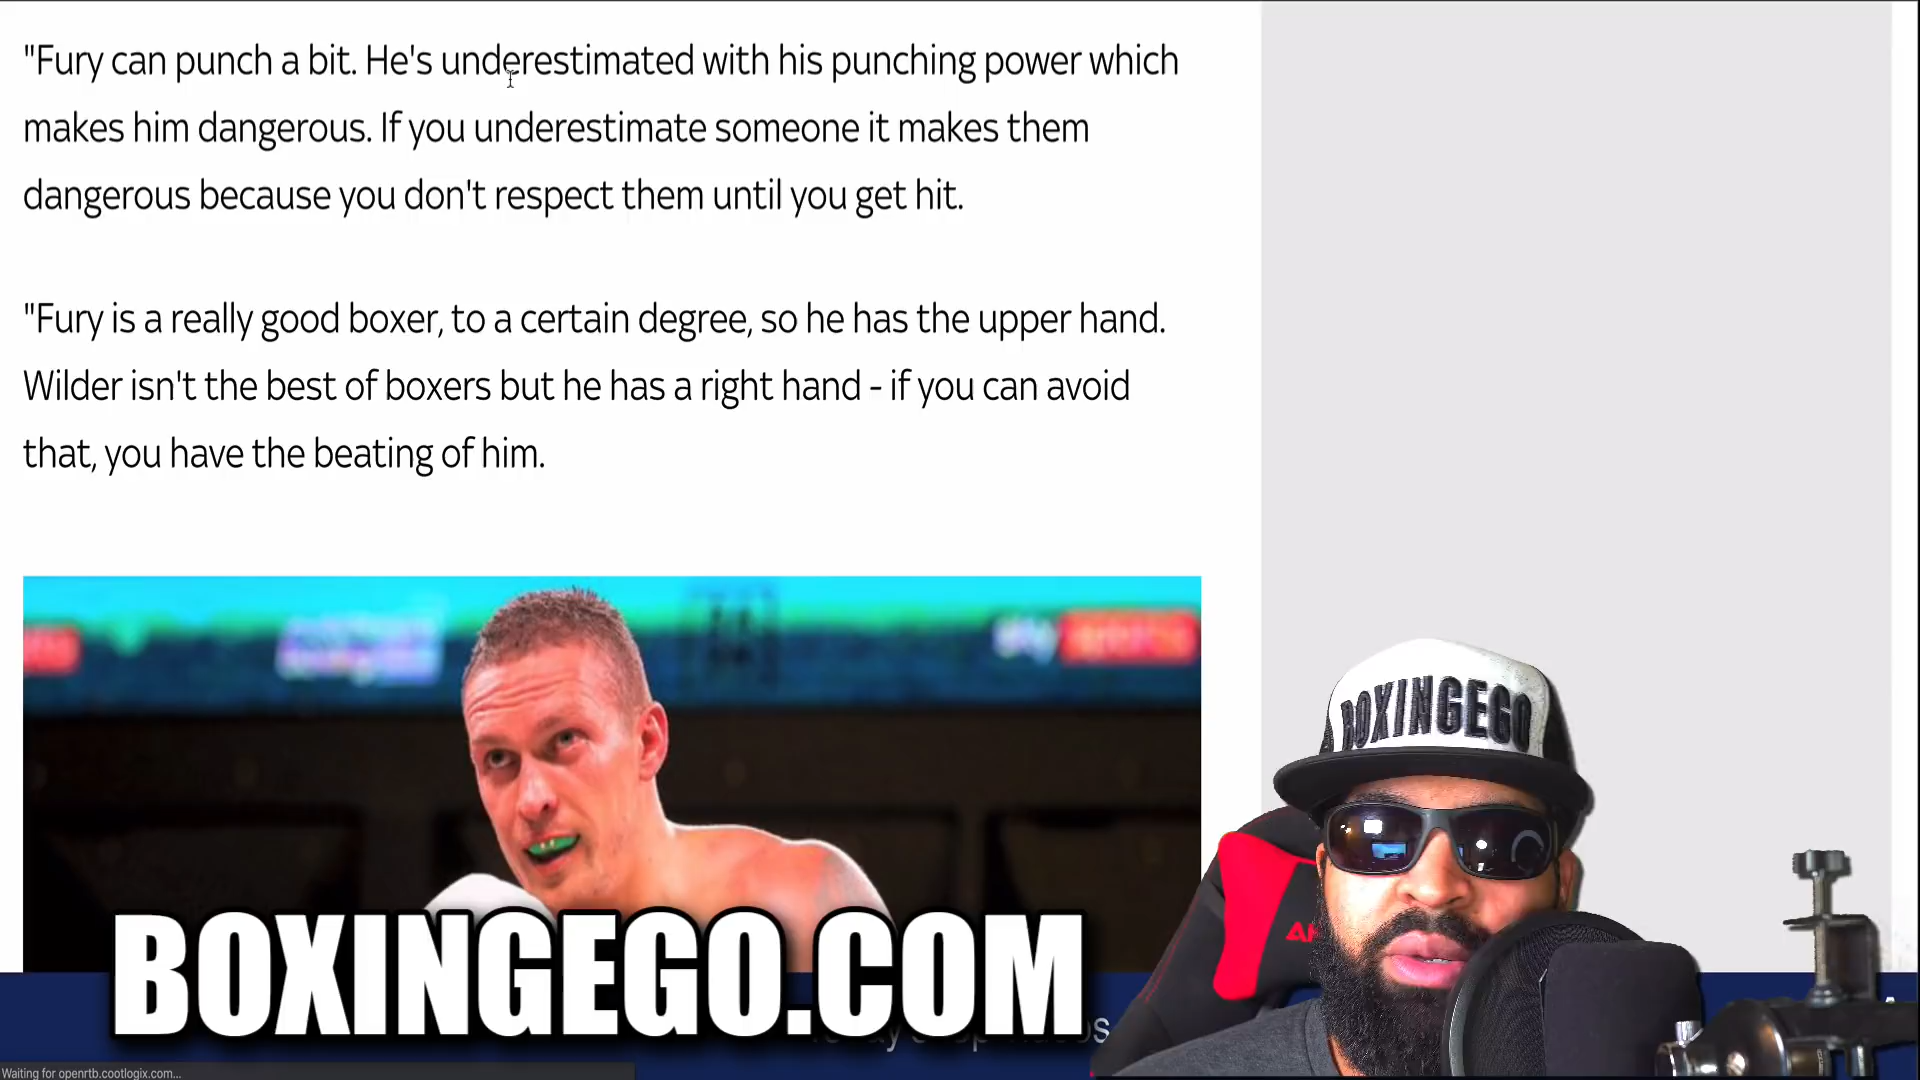 "Fury can punch a bit. He's underestimated with his punching power which
makes him dangerous. If you underestimate someone it makes them
dangerous because you don't respect them until you get hit.
"Fury is a really good boxer, to a certain degree, so he has the upper hand.
Wilder isn't the best of boxers but he has a right hand - if you can avoid
that, you have the beating of him.
sky sports
BOXINGEGO
BOXINGEGO.COM
Waiting for openrtb.cootlogix.com...